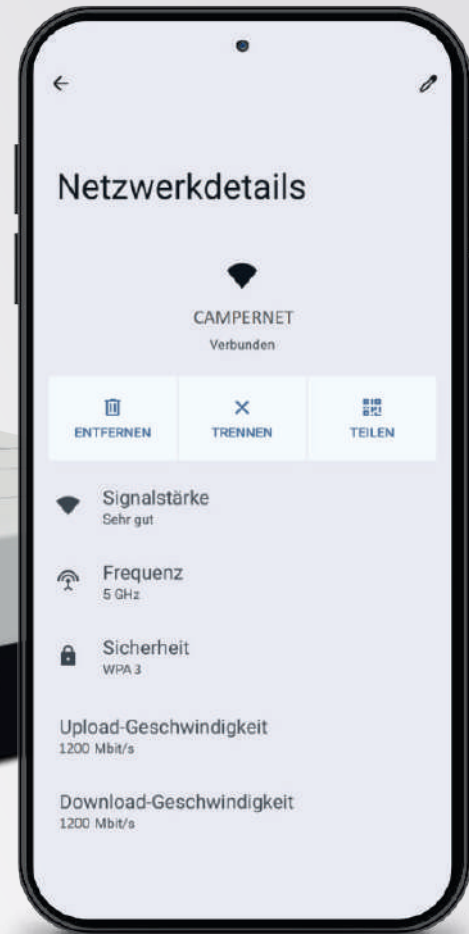 Netzwerkdetails
CAMPERNET
Verbunden
ENTFERNEN TRENNEN TEILEN
Signalstärke
Sehr gut
Frequenz
5 GHz
Sicherheit
WPA 3
Upload-Geschwindigkeit
1200 Mbit/s
Download-Geschwindigkeit
1200 Mbit/s